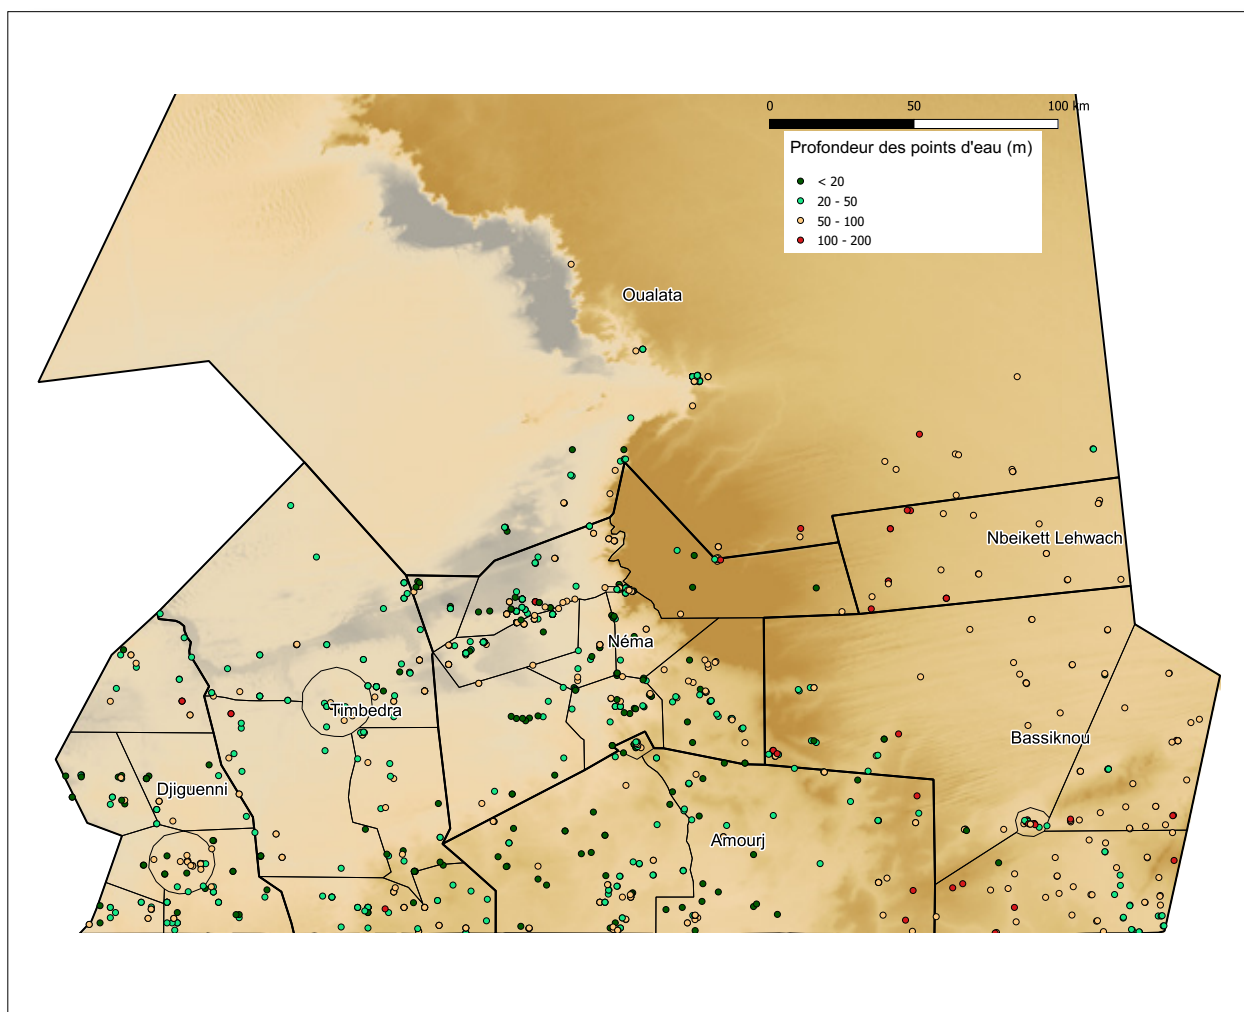 0 50 100 km
Profondeur des points d'eau (m)
< 20
20 - 50
50 - 100
100 - 200
Oualata
Nbeikett Lehwach
Néma
Timbedra
Bassiknou
Djiguenni
Amourj